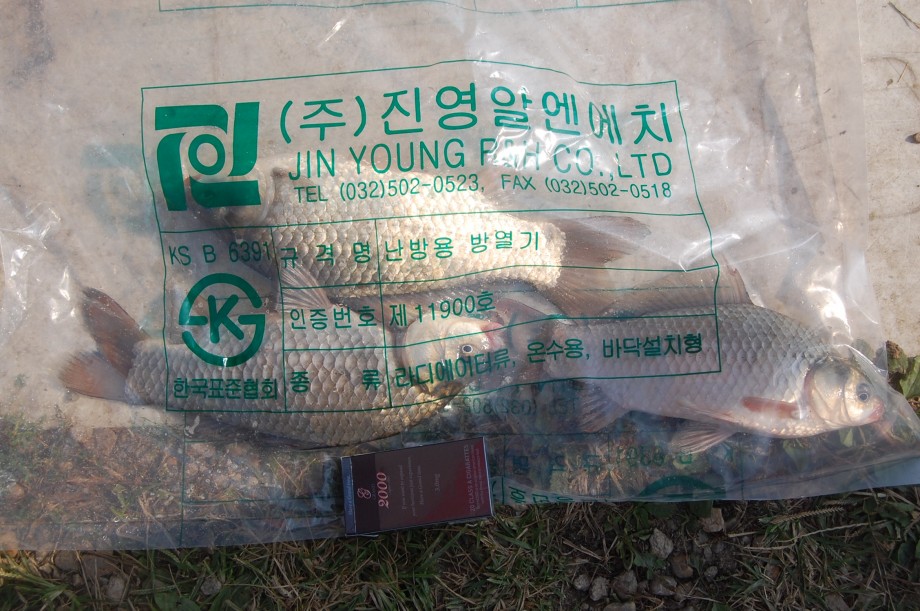 (주)진영알엔에치
JIN YOUNG R&H CO.,LTD
TEL (032)502-0523, FAX (032)502-0518
KS B 6391 규격명 난방용 방열기
인증번호 제11900호
한국표준협회 종 류 라디에이터류, 온수용, 바닥설치형
2000